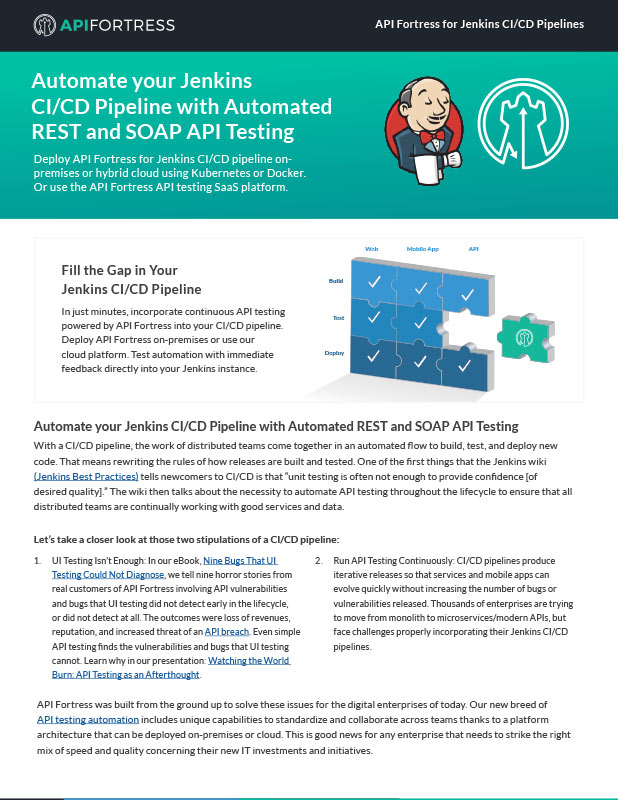 APIFORTRESS
API Fortress for Jenkins CI/CD Pipelines
Automate your Jenkins
CI/CD Pipeline with Automated
REST and SOAP API Testing
Deploy API Fortress for Jenkins CI/CD pipeline on-
premises or hybrid cloud using Kubernetes or Docker.
Or use the API Fortress API testing SaaS platform.
Fill the Gap in Your
Jenkins CI/CD Pipeline
In just minutes, incorporate continuous API testing
powered by API Fortress into your CI/CD pipeline.
Deploy API Fortress on-premises or use our
cloud platform. Test automation with immediate
feedback directly into your Jenkins instance.
Web Mobile App API
Build
Test
Deploy
Automate your Jenkins CI/CD Pipeline with Automated REST and SOAP API Testing
With a CI/CD pipeline, the work of distributed teams come together in an automated flow to build, test, and deploy new
code. That means rewriting the rules of how releases are built and tested. One of the first things that the Jenkins wiki
(Jenkins Best Practices) tells newcomers to CI/CD is that “unit testing is often not enough to provide confidence [of
desired quality].” The wiki then talks about the necessity to automate API testing throughout the lifecycle to ensure that all
distributed teams are continually working with good services and data.
Let’s take a closer look at those two stipulations of a CI/CD pipeline:
1. UI Testing Isn’t Enough: In our eBook, Nine Bugs That UI
Testing Could Not Diagnose, we tell nine horror stories from
real customers of API Fortress involving API vulnerabilities
and bugs that UI testing did not detect early in the lifecycle,
or did not detect at all. The outcomes were loss of revenues,
reputation, and increased threat of an API breach. Even simple
API testing finds the vulnerabilities and bugs that UI testing
cannot. Learn why in our presentation: Watching the World
Burn: API Testing as an Afterthought.
2. Run API Testing Continuously: CI/CD pipelines produce
iterative releases so that services and mobile apps can
evolve quickly without increasing the number of bugs or
vulnerabilities released. Thousands of enterprises are trying
to move from monolith to microservices/modern APIs, but
face challenges properly incorporating their Jenkins CI/CD
pipelines.
API Fortress was built from the ground up to solve these issues for the digital enterprises of today. Our new breed of
API testing automation includes unique capabilities to standardize and collaborate across teams thanks to a platform
architecture that can be deployed on-premises or cloud. This is good news for any enterprise that needs to strike the right
mix of speed and quality concerning their new IT investments and initiatives.